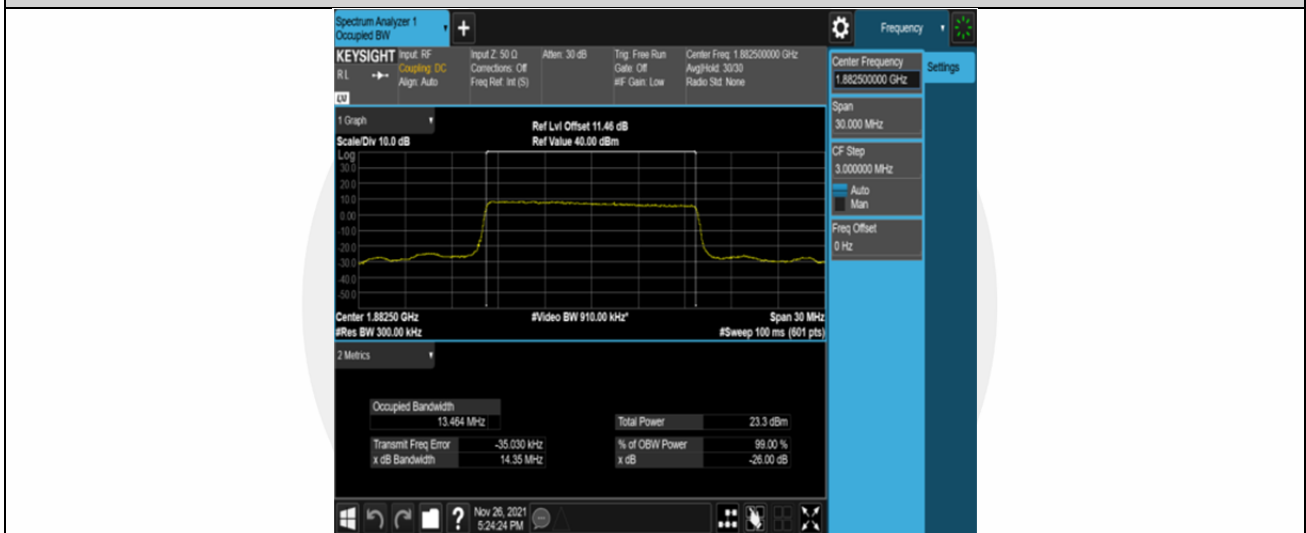 Spectrum Analyzer 1
Occupied BW
Frequency
KEYSIGHT Input: RF
R L
Coupling: DC
Align: Auto
LXI
Input Z: 50 Ω
Corrections: Off
Freq Ref: Int (S)
Atten: 30 dB
Trig: Free Run
Gate: Off
#IF Gain: Low
Center Freq: 1.882500000 GHz
Avg|Hold: 30/30
Radio Std: None
Center Frequency
1.882500000 GHz
Settings
Span
30.000 MHz
CF Step
3.000000 MHz
Auto
Man
Freq Offset
0 Hz
1 Graph
Scale/Div 10.0 dB
Ref Lvl Offset 11.46 dB
Ref Value 40.00 dBm
Log
30.0
20.0
10.0
0.00
-10.0
-20.0
-30.0
-40.0
-50.0
Center 1.88250 GHz
#Res BW 300.00 kHz
#Video BW 910.00 kHz*
Span 30 MHz
#Sweep 100 ms (601 pts)
2 Metrics
Occupied Bandwidth
13.464 MHz
Total Power 23.3 dBm
Transmit Freq Error -35.030 kHz
% of OBW Power 99.00 %
x dB Bandwidth 14.35 MHz
x dB -26.00 dB
Nov 26, 2021
5:24:24 PM